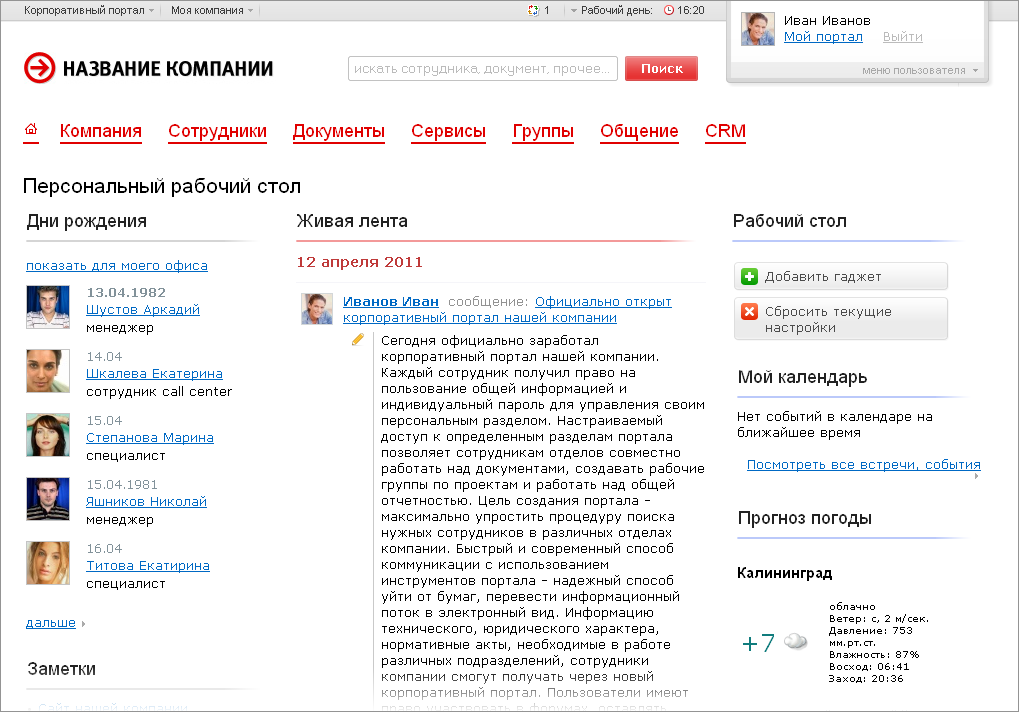 Корпоративный портал
Моя компания
1
Рабочий день:
16:20
Иван Иванов
Мой портал
Выйти
меню пользователя
НАЗВАНИЕ КОМПАНИИ
искать сотрудника, документ, прочее...
Поиск
Компания
Сотрудники
Документы
Сервисы
Группы
Общение
CRM
Персональный рабочий стол
Дни рождения
показать для моего офиса
13.04.1982
Шустов Аркадий
менеджер
14.04
Шкалева Екатерина
сотрудник call center
15.04
Степанова Марина
специалист
15.04.1981
Яшников Николай
менеджер
16.04
Титова Екатирина
специалист
дальше
Заметки
Сайт нашей компании
Живая лента
12 апреля 2011
Иванов Иван сообщение: Официально открыт
корпоративный портал нашей компании
Сегодня официально заработал
корпоративный портал нашей компании.
Каждый сотрудник получил право на
пользование общей информацией и
индивидуальный пароль для управления своим
персональным разделом. Настраиваемый
доступ к определенным разделам портала
позволяет сотрудникам отделов совместно
работать над документами, создавать рабочие
группы по проектам и работать над общей
отчетностью. Цель создания портала –
максимально упростить процедуру поиска
нужных сотрудников в различных отделах
компании. Быстрый и современный способ
коммуникации с использованием
инструментов портала – надежный способ
уйти от бумаг, перевести информационный
поток в электронный вид. Информацию
технического, юридического характера,
нормативные акты, необходимые в работе
различных подразделений, сотрудники
компании смогут получать через новый
корпоративный портал. Пользователи имеют
право участвовать в форумах, оставлять
Рабочий стол
Добавить гаджет
Сбросить текущие
настройки
Мой календарь
Нет событий в календаре на
ближайшее время
Посмотреть все встречи, события
Прогноз погоды
Калининград
+7
облачно
Ветер: с, 2 м/сек.
Давление: 753
мм.рт.ст.
Влажность: 87%
Восход: 06:41
Заход: 20:36